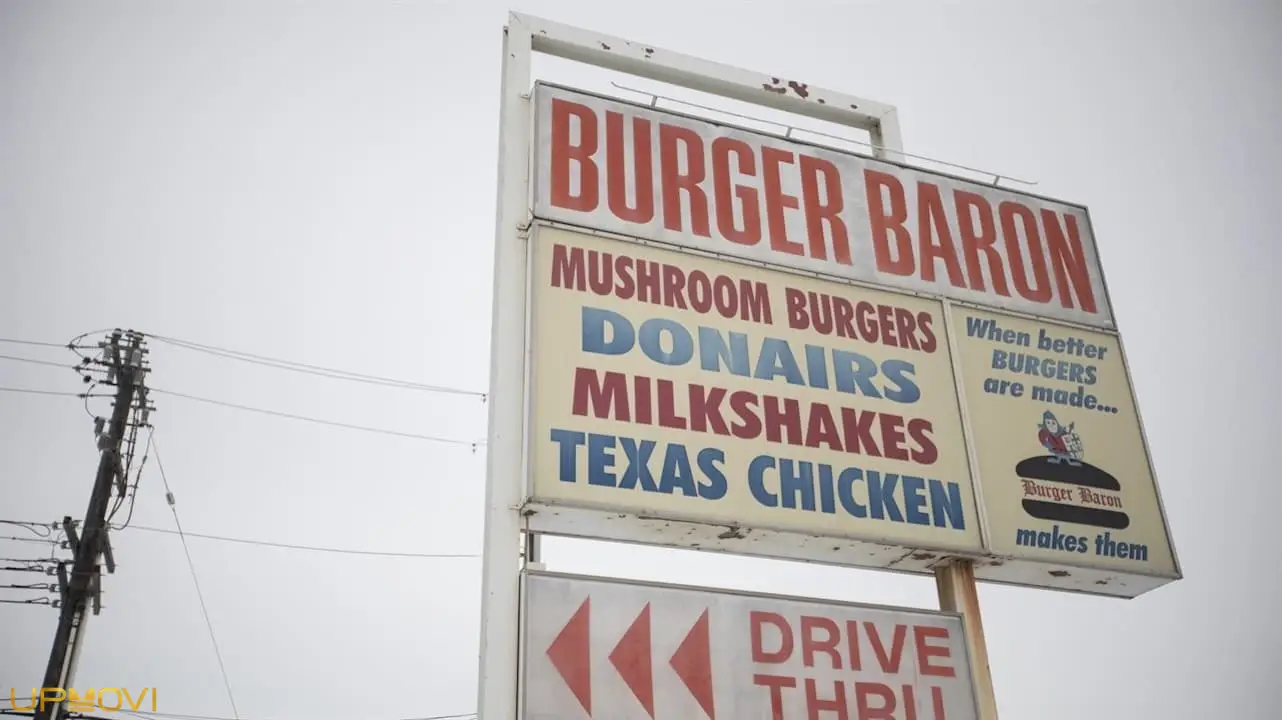 BURGER BARON
MUSHROOM BURGERS
DONAIRS
MILKSHAKES
TEXAS CHICKEN
When better
BURGERS
are made...
Burger Baron
makes them
DRIVE
THRU
UPMOVI